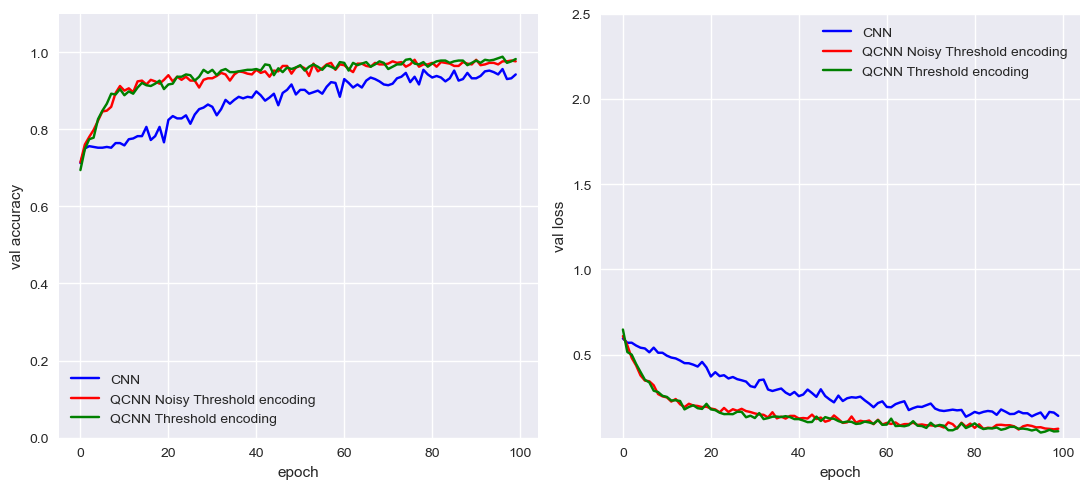 1.0
0.8
0.6
0.4
0.2
0.0
val accuracy
0 20 40 60 80 100
epoch
CNN
QCNN Noisy Threshold encoding
QCNN Threshold encoding
2.5
2.0
1.5
1.0
0.5
val loss
0 20 40 60 80 100
epoch
CNN
QCNN Noisy Threshold encoding
QCNN Threshold encoding